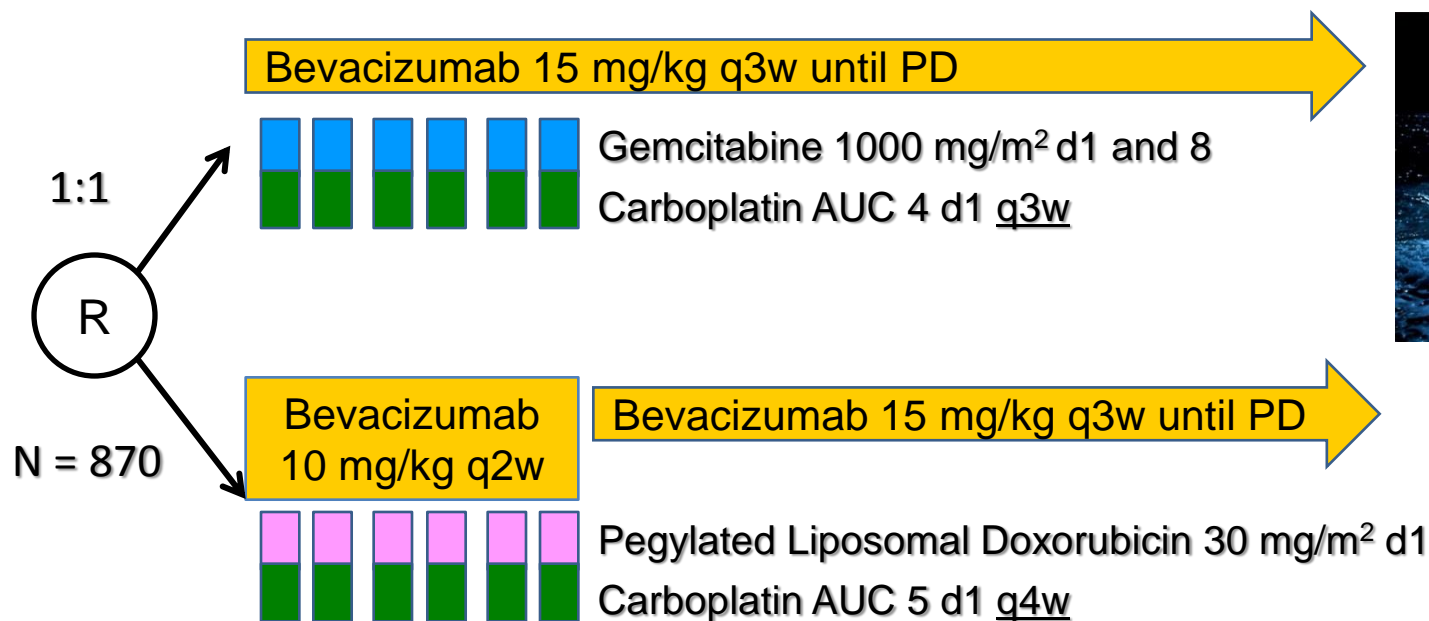 Bevacizumab 15 mg/kg q3w until PD
Gemcitabine 1000 mg/m² d1 and 8
Carboplatin AUC 4 d1 q3w
1:1
R
N = 870
Bevacizumab
10 mg/kg q2w
Bevacizumab 15 mg/kg q3w until PD
Pegylated Liposomal Doxorubicin 30 mg/m² d1
Carboplatin AUC 5 d1 q4w